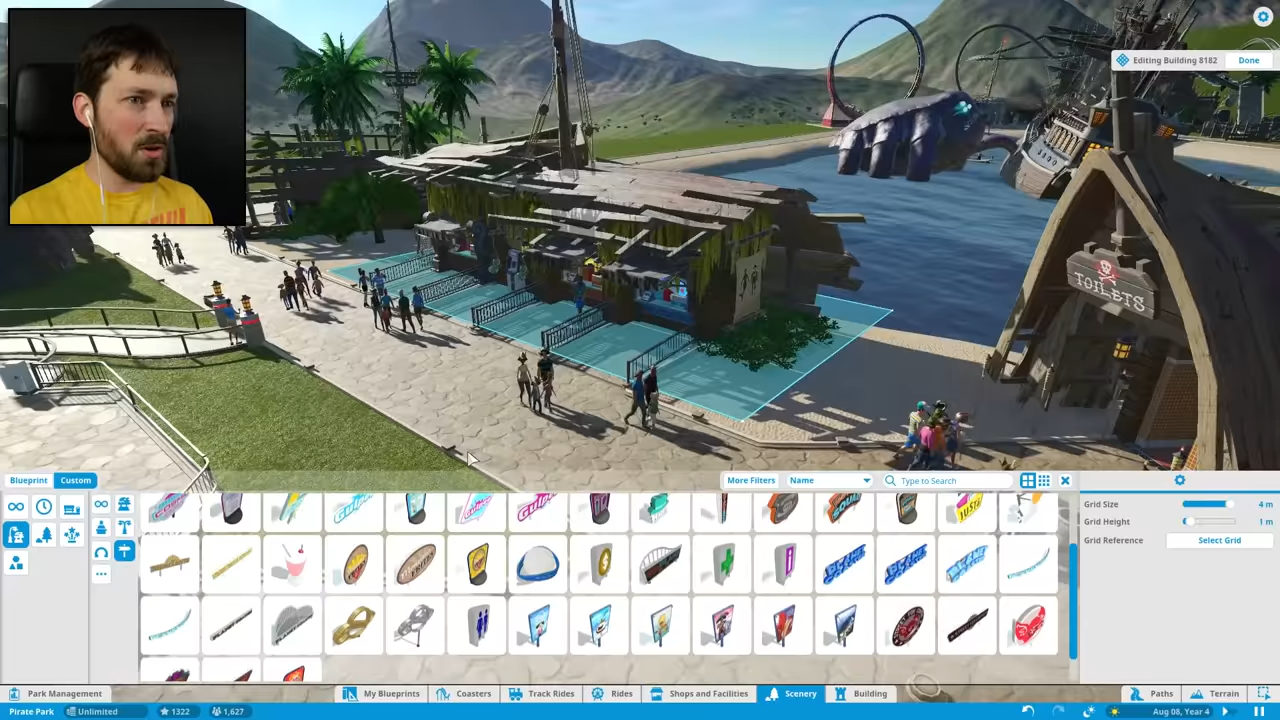 Editing Building 8182 Done
TOILETS
Blueprint Custom More Filters Name Type to Search
Grid Size 4 m
Grid Height 1 m
Grid Reference Select Grid
Park Management My Blueprints Coasters Track Rides Rides Shops and Facilities Scenery Building Paths Terrain
Pirate Park Unlimited 1322 1,627 Aug 08, Year 4